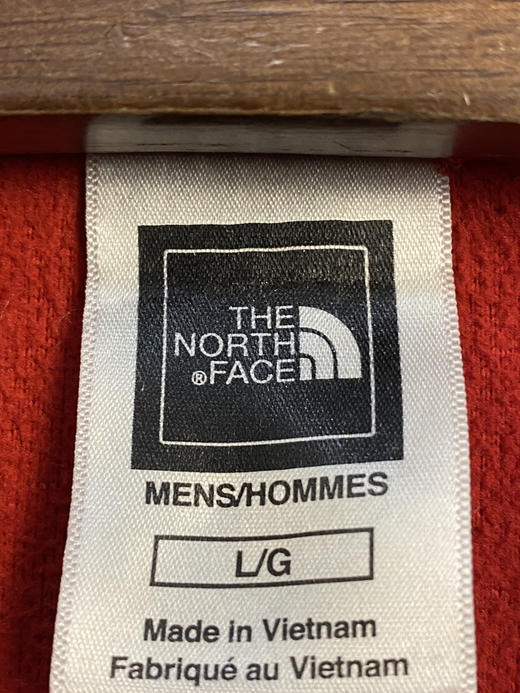 THE
NORTH
®FACE
MENS/HOMMES
L/G
Made in Vietnam
Fabriqué au Vietnam